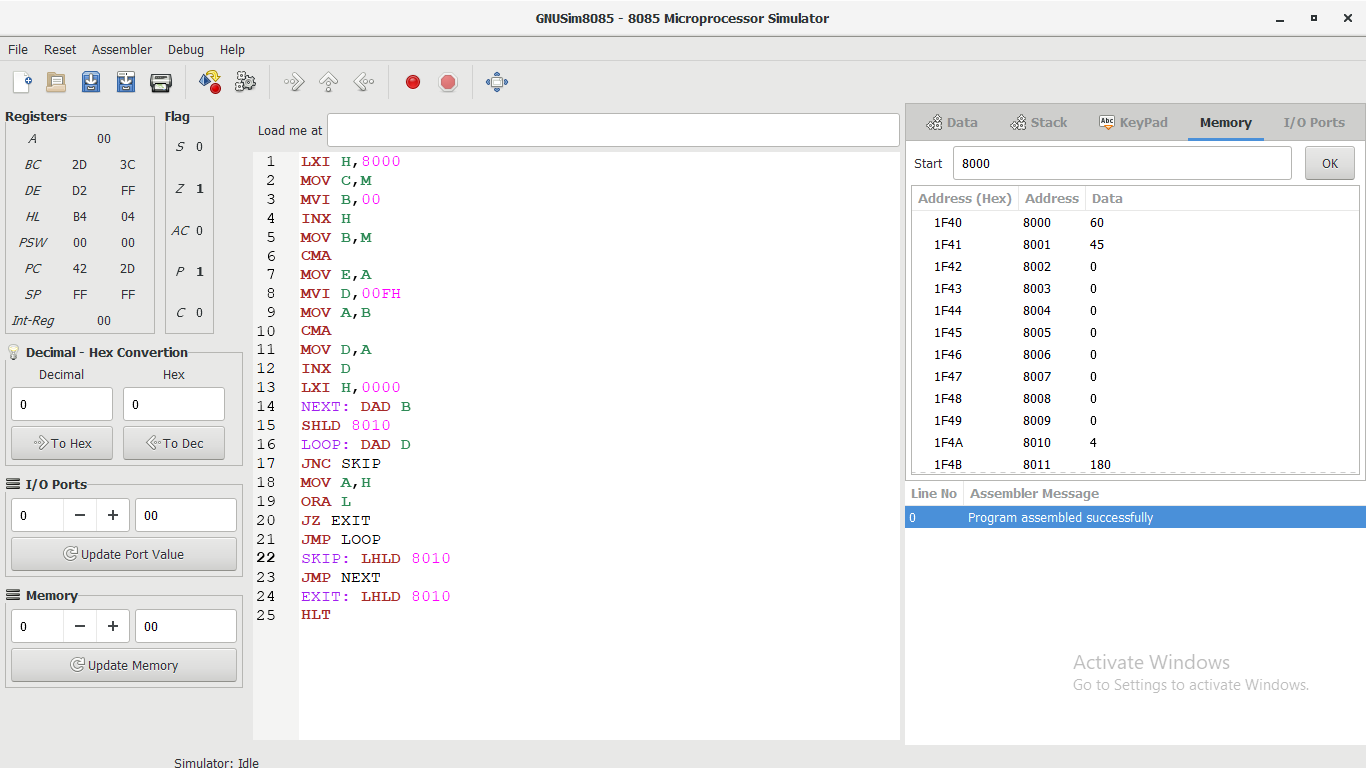 GNUSim8085 - 8085 Microprocessor Simulator
File Reset Assembler Debug Help
Registers
A 00
BC 2D 3C
DE D2 FF
HL B4 04
PSW 00 00
PC 42 2D
SP FF FF
Int-Reg 00
Flag
S 0
Z 1
AC 0
P 1
C 0
Decimal - Hex Convertion
Decimal Hex
0 0
To Hex To Dec
I/O Ports
0 − + 00
Update Port Value
Memory
0 − + 00
Update Memory
Load me at
1 LXI H,8000
2 MOV C,M
3 MVI B,00
4 INX H
5 MOV B,M
6 CMA
7 MOV E,A
8 MVI D,00FH
9 MOV A,B
10 CMA
11 MOV D,A
12 INX D
13 LXI H,0000
14 NEXT: DAD B
15 SHLD 8010
16 LOOP: DAD D
17 JNC SKIP
18 MOV A,H
19 ORA L
20 JZ EXIT
21 JMP LOOP
22 SKIP: LHLD 8010
23 JMP NEXT
24 EXIT: LHLD 8010
25 HLT
Data Stack Abc KeyPad Memory I/O Ports
Start 8000 OK
Address (Hex) Address Data
1F40 8000 60
1F41 8001 45
1F42 8002 0
1F43 8003 0
1F44 8004 0
1F45 8005 0
1F46 8006 0
1F47 8007 0
1F48 8008 0
1F49 8009 0
1F4A 8010 4
1F4B 8011 180
Line No Assembler Message
0 Program assembled successfully
Activate Windows
Go to Settings to activate Windows.
Simulator: Idle